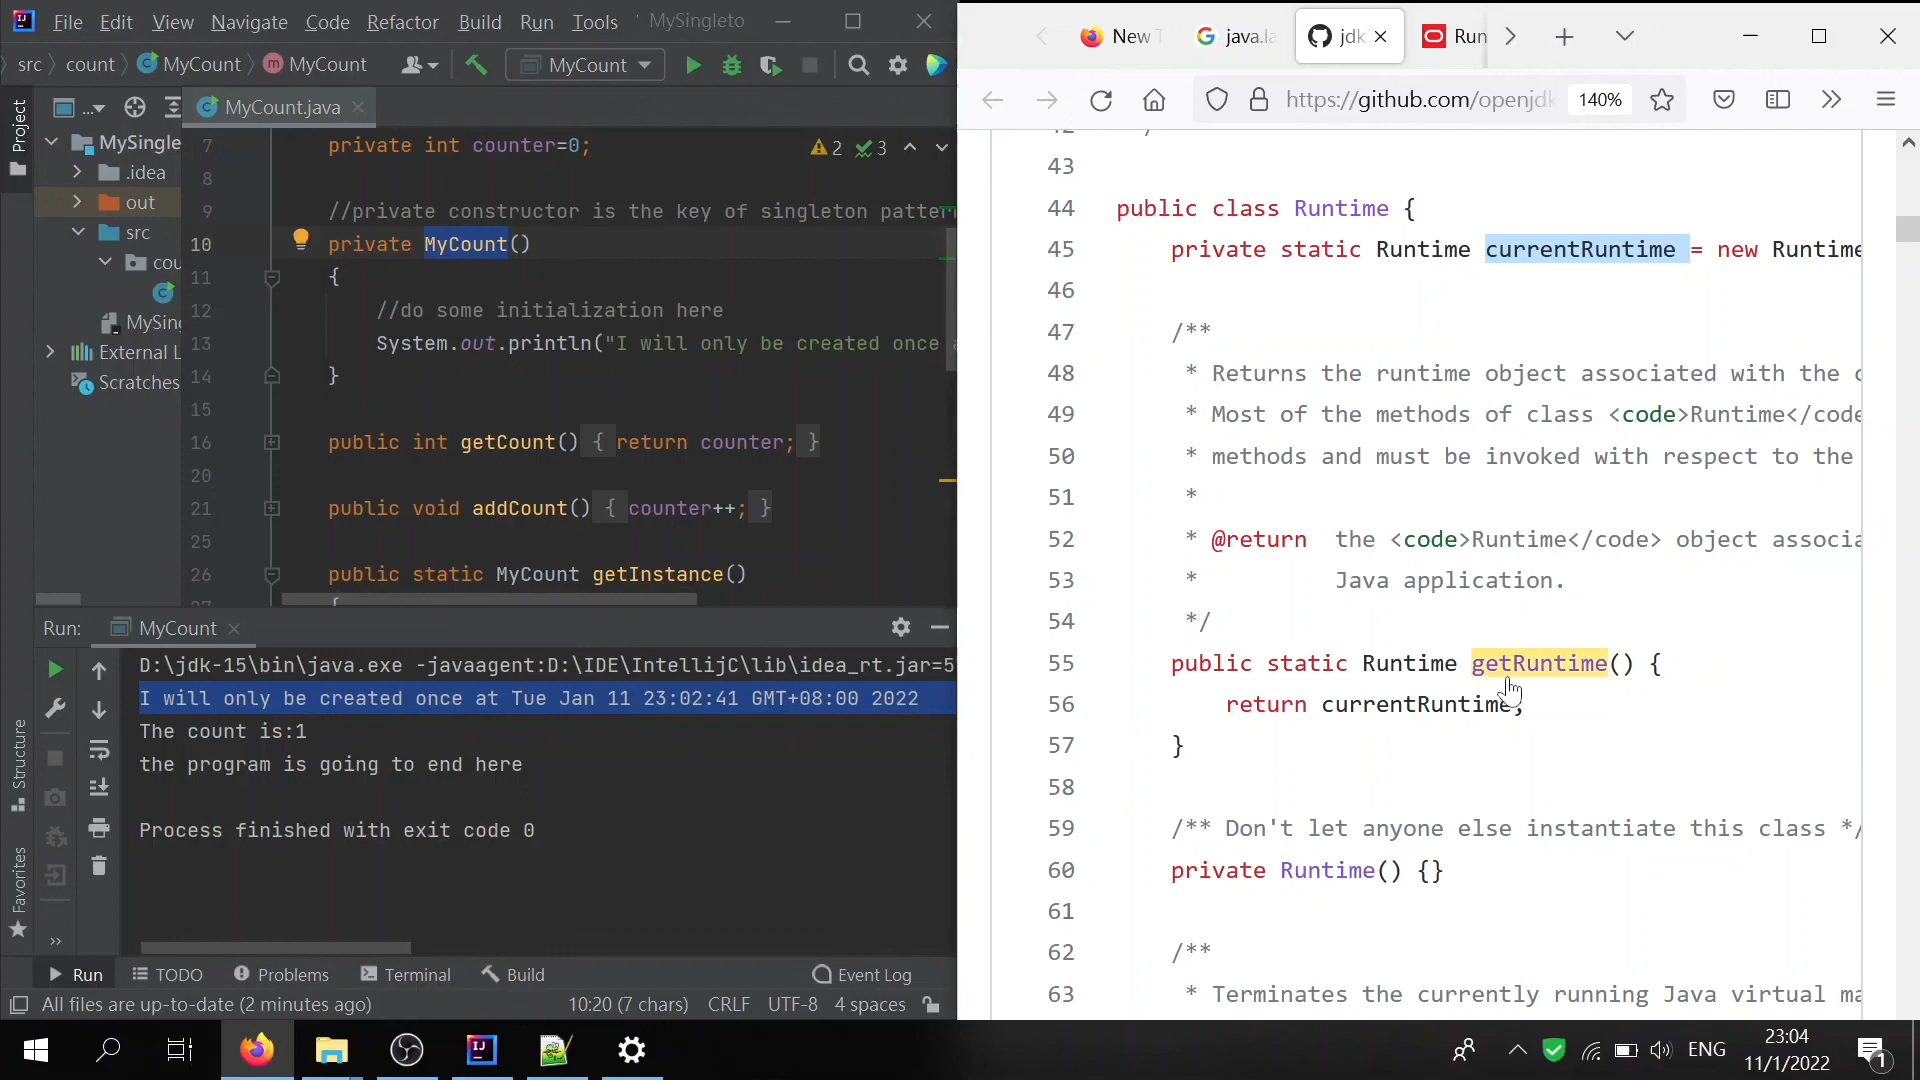 File Edit View Navigate Code Refactor Build Run Tools MySingleto
src count MyCount MyCount MyCount
Project
... MyCount.java
MySingle
.idea
out
src
cou
MySing
External L
Scratches
7 private int counter=0; 2 3
8
9 //private constructor is the key of singleton patter
10 private MyCount()
11 {
12 //do some initialization here
13 System.out.println("I will only be created once
14 }
15
16 public int getCount() { return counter; }
20
21 public void addCount() { counter++; }
25
26 public static MyCount getInstance()
{
Run: MyCount
D:\jdk-15\bin\java.exe -javaagent:D:\IDE\IntellijC\lib\idea_rt.jar=5
I will only be created once at Tue Jan 11 23:02:41 GMT+08:00 2022
The count is:1
the program is going to end here
Process finished with exit code 0
Structure
Favorites
Run TODO Problems Terminal Build Event Log
All files are up-to-date (2 minutes ago) 10:20 (7 chars) CRLF UTF-8 4 spaces
New T java.la jdk Run
https://github.com/openjdk 140%
43
44 public class Runtime {
45 private static Runtime currentRuntime = new Runtime
46
47 /**
48 * Returns the runtime object associated with the c
49 * Most of the methods of class <code>Runtime</code
50 * methods and must be invoked with respect to the
51 *
52 * @return the <code>Runtime</code> object associa
53 * Java application.
54 */
55 public static Runtime getRuntime() {
56 return currentRuntime;
57 }
58
59 /** Don't let anyone else instantiate this class */
60 private Runtime() {}
61
62 /**
63 * Terminates the currently running Java virtual ma
ENG 23:04
11/1/2022 1